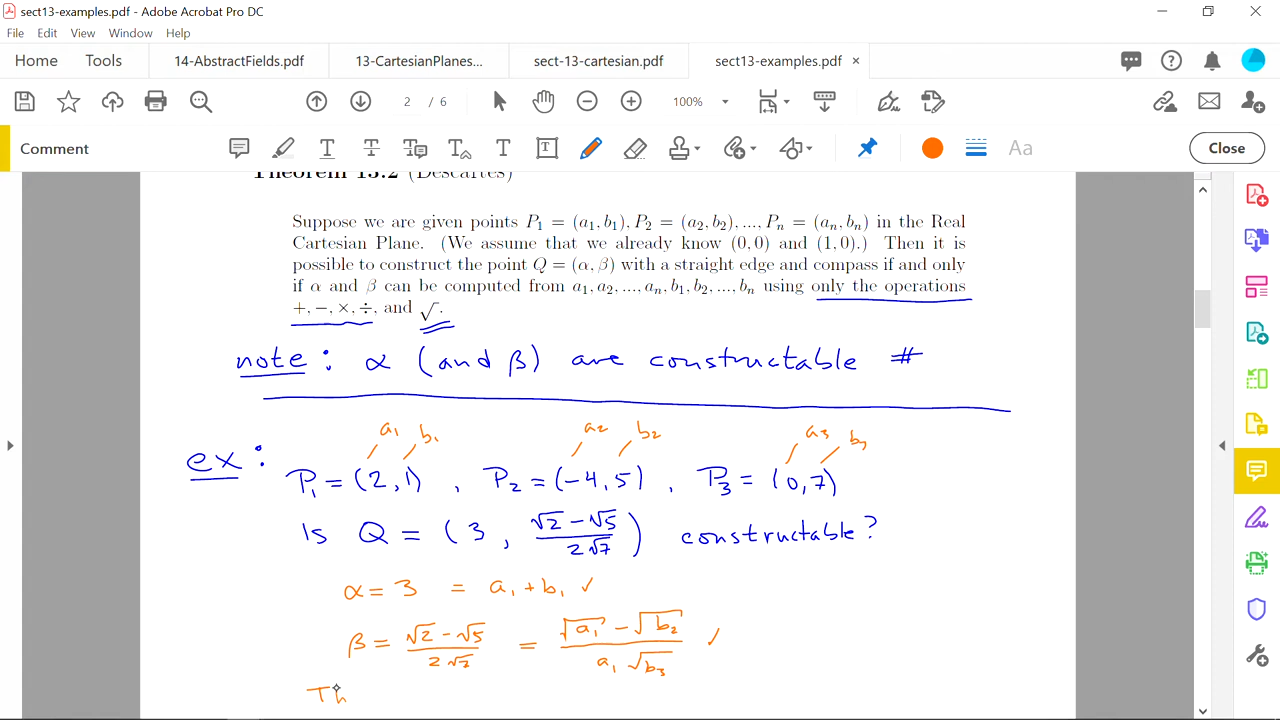 sect13-examples.pdf - Adobe Acrobat Pro DC
File Edit View Window Help
Home Tools 14-AbstractFields.pdf 13-CartesianPlanes... sect-13-cartesian.pdf sect13-examples.pdf ×
2 / 6 100%
Comment Aa Close
Theorem 13.2 (Descartes)
Suppose we are given points P₁ = (a₁, b₁), P₂ = (a₂, b₂), ..., Pₙ = (aₙ, bₙ) in the Real
Cartesian Plane. (We assume that we already know (0, 0) and (1, 0).) Then it is
possible to construct the point Q = (α, β) with a straight edge and compass if and only
if α and β can be computed from a₁, a₂, ..., aₙ, b₁, b₂, ..., bₙ using only the operations
+, −, ×, ÷, and √.
note: α (and β) are constructable #
a₁ b₁ a₂ b₂ a₃ b₃
ex: P₁ = (2, 1), P₂ = (-4, 5), P₃ = (0, 7)
Is Q = (3, (√2 − √5)/(2√7)) constructable?
α = 3 = a₁ + b₁ ✓
β = (√2 − √5)/(2√7) = (√a₁ − √b₂)/(a₁√b₃) ✓
Th